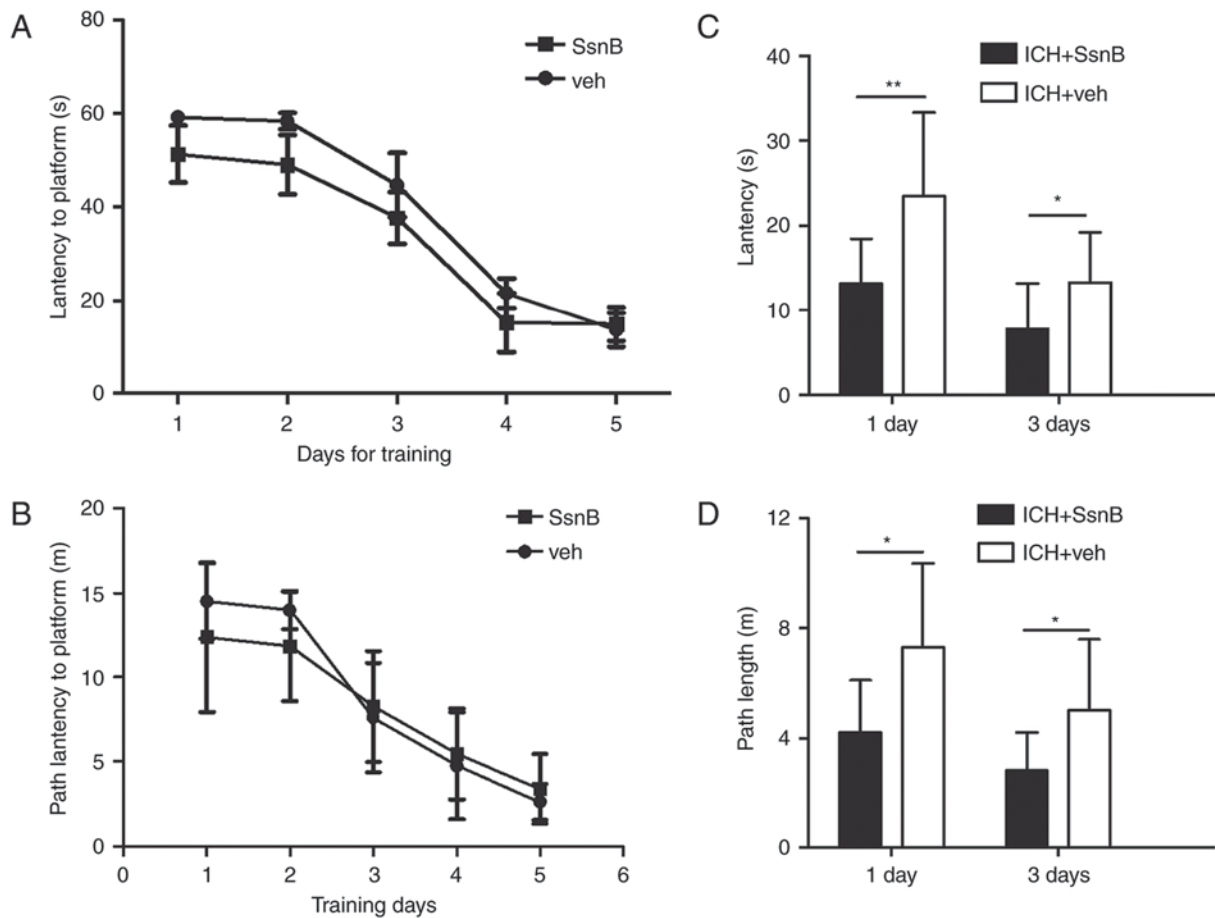 A
80
60
40
20
0
Lantency to platform (s)
SsnB
veh
1 2 3 4 5
Days for training
B
20
15
10
5
0
Path lantency to platform (m)
SsnB
veh
0 1 2 3 4 5 6
Training days
C
40
30
20
10
0
Lantency (s)
ICH+SsnB
ICH+veh
**
*
1 day 3 days
D
12
8
4
0
Path length (m)
ICH+SsnB
ICH+veh
*
*
1 day 3 days